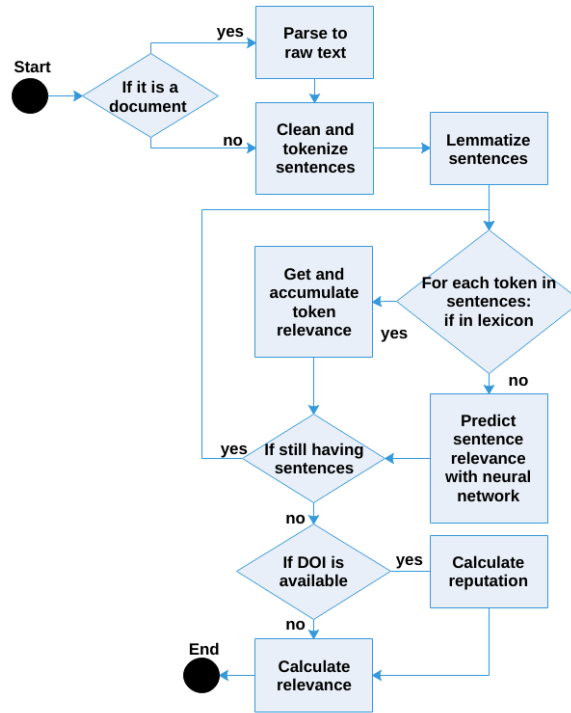 Start
If it is a
document
yes
no
Parse to
raw text
Clean and
tokenize
sentences
Lemmatize
sentences
For each token in
sentences:
if in lexicon
yes
no
Get and
accumulate
token
relevance
Predict
sentence
relevance
with neural
network
If still having
sentences
yes
no
If DOI is
available
yes
no
Calculate
reputation
Calculate
relevance
End